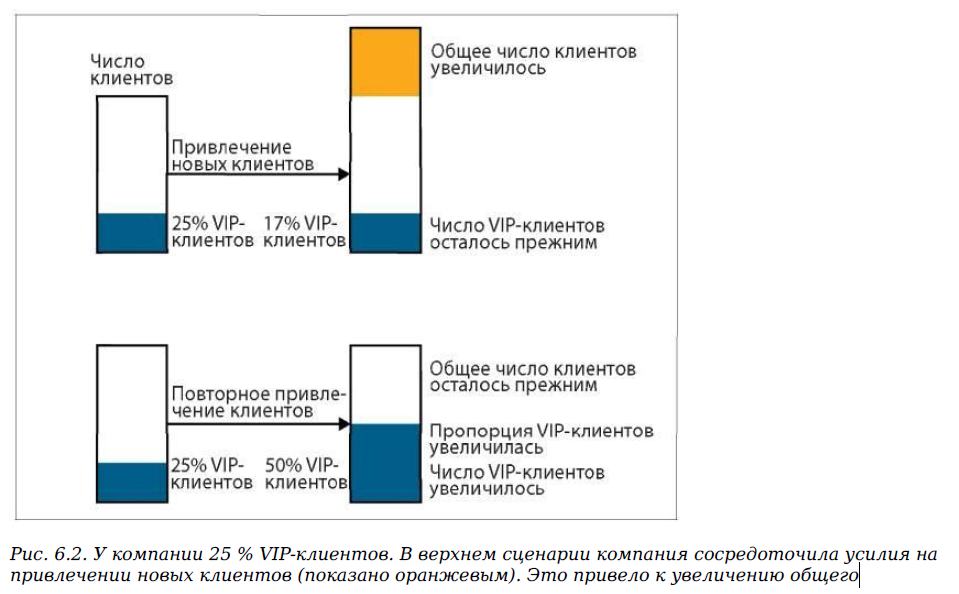 Число
клиентов
Общее число клиентов
увеличилось
Привлечение
новых клиентов
25% VIP-
клиентов
17% VIP-
клиентов
Число VIP-клиентов
осталось прежним
Общее число клиентов
осталось прежним
Повторное привле-
чение клиентов
Пропорция VIP-клиентов
увеличилась
25% VIP-
клиентов
50% VIP-
клиентов
Число VIP-клиентов
увеличилось
Рис. 6.2. У компании 25 % VIP-клиентов. В верхнем сценарии компания сосредоточила усилия на
привлечении новых клиентов (показано оранжевым). Это привело к увеличению общего